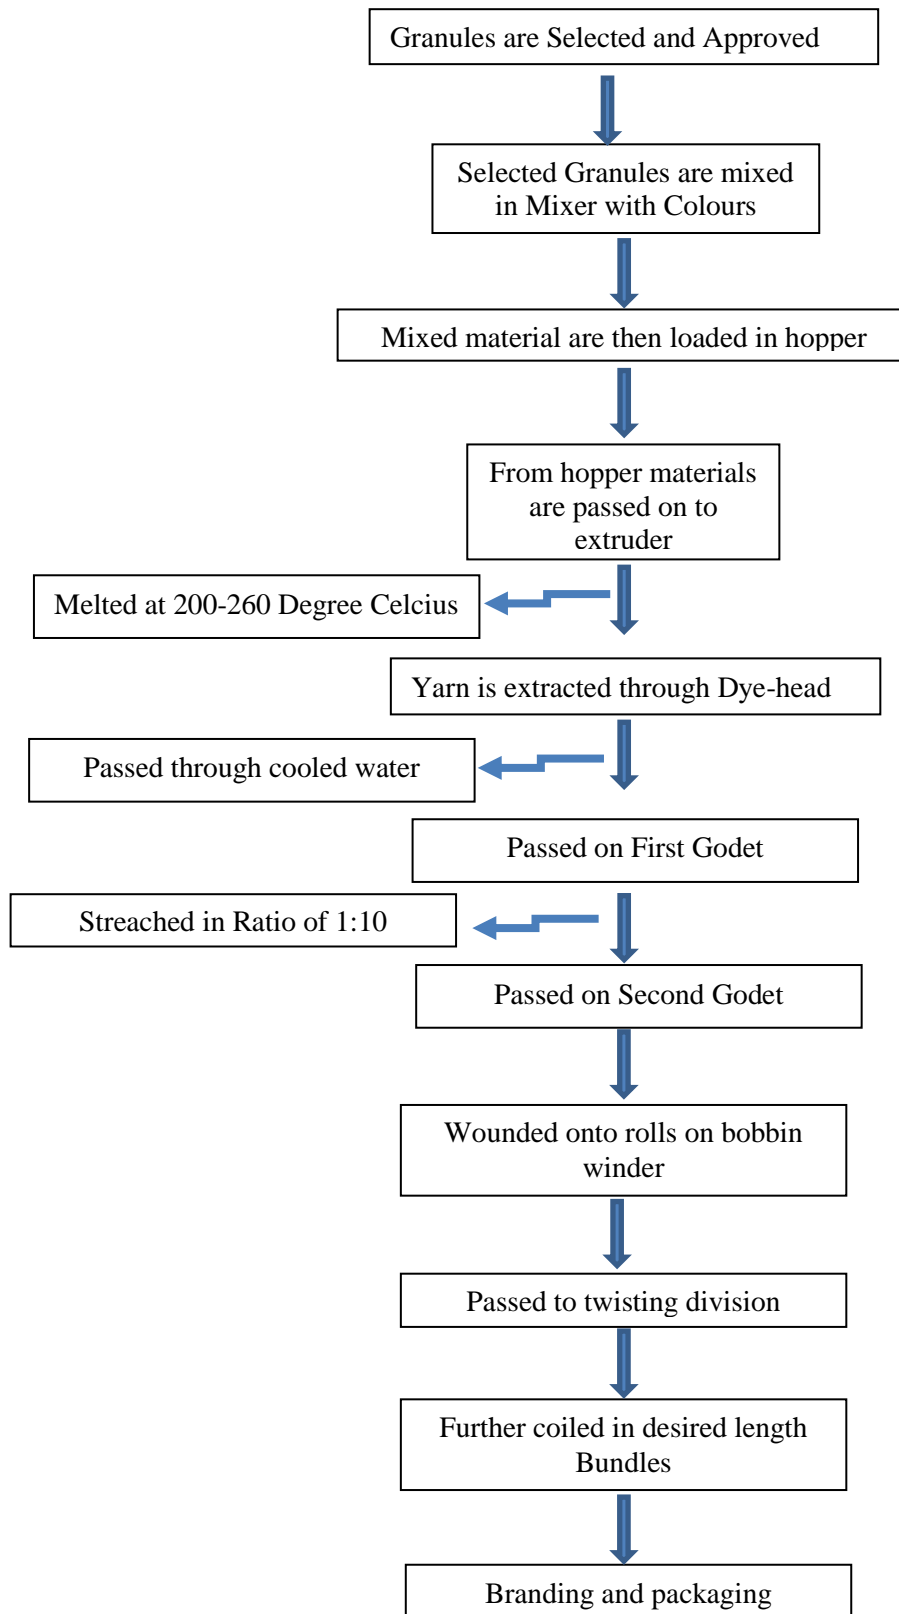 Granules are Selected and Approved
Selected Granules are mixed
in Mixer with Colours
Mixed material are then loaded in hopper
From hopper materials
are passed on to
extruder
Melted at 200-260 Degree Celcius
Yarn is extracted through Dye-head
Passed through cooled water
Passed on First Godet
Streached in Ratio of 1:10
Passed on Second Godet
Wounded onto rolls on bobbin
winder
Passed to twisting division
Further coiled in desired length
Bundles
Branding and packaging